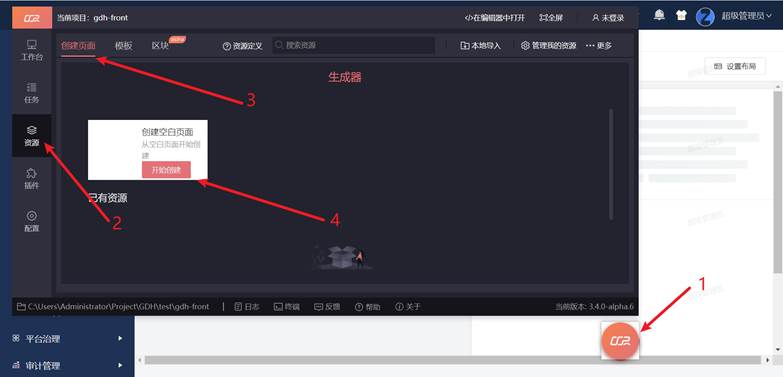 当前项目：gdh-front
在编辑器中打开
全屏
未登录
超级管理员
工作台
任务
资源
插件
配置
创建页面
模板
区块
资源定义
搜索资源
本地导入
管理我的资源
更多
设置布局
生成器
3
创建空白页面
从空白页面开始创建
开始创建
已有资源
2
4
1
C:\Users\Administrator\Project\GDH\test\gdh-front
日志
终端
反馈
帮助
关于
当前版本: 3.4.0-alpha.6
平台治理
审计管理